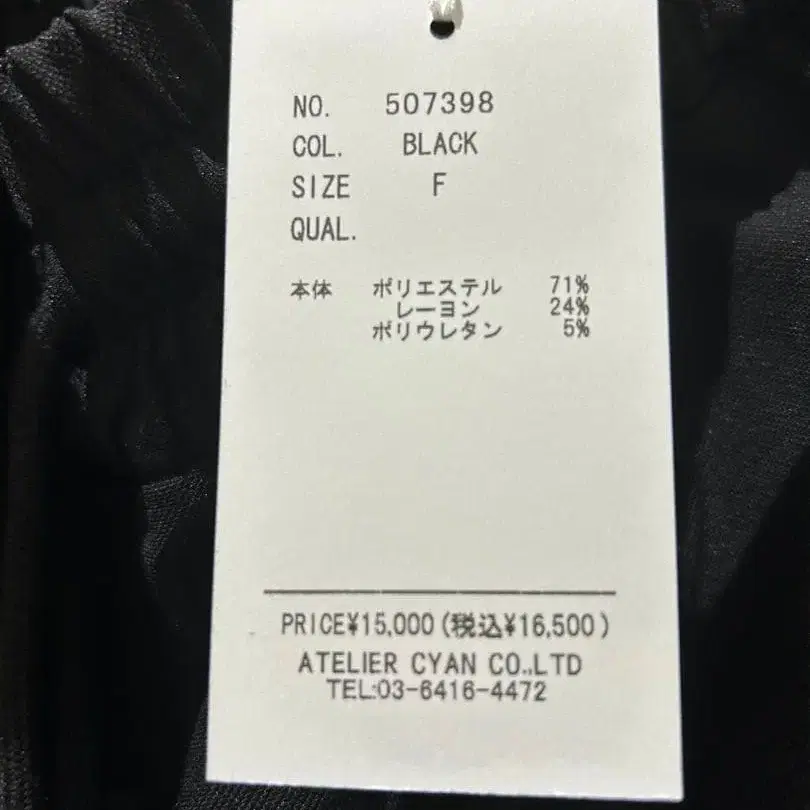 NO. 507398
COL. BLACK
SIZE F
QUAL.
本体 ポリエステル 71%
レーヨン 24%
ポリウレタン 5%
PRICE¥15,000(税込¥16,500)
ATELIER CYAN CO.,LTD
TEL:03-6416-4472